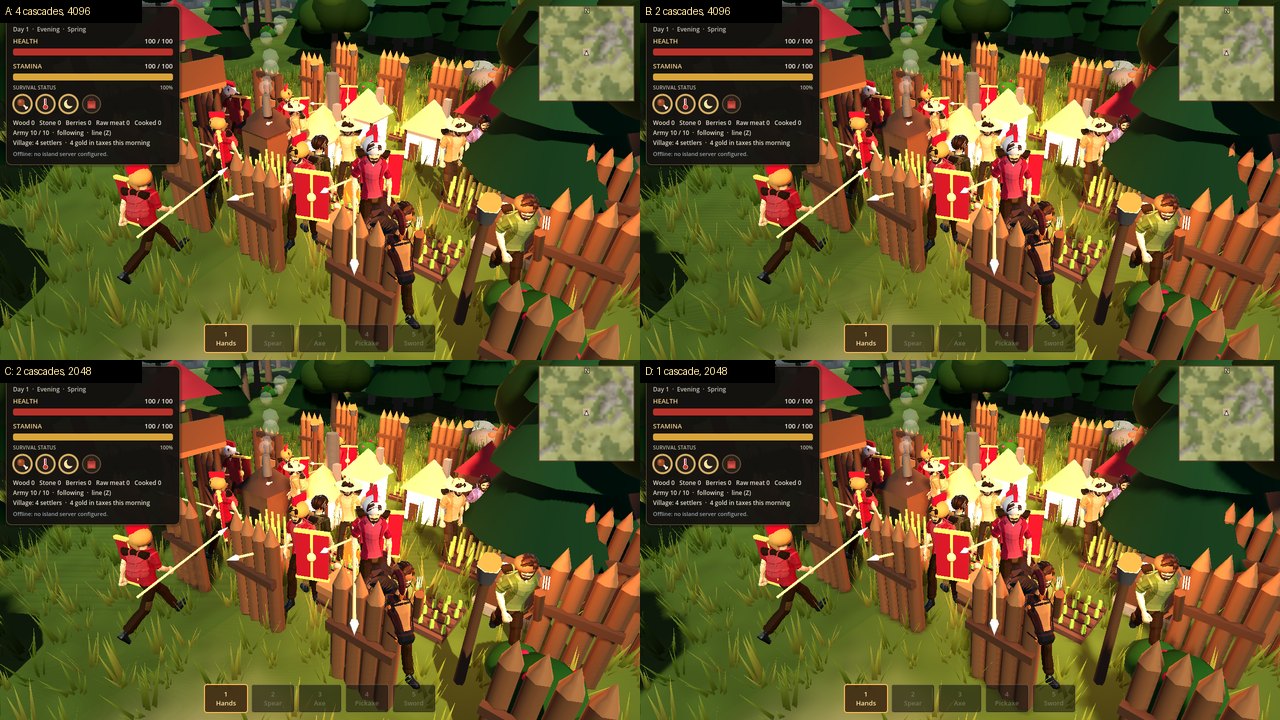 A: 4 cascades, 4096
Day 1 · Evening · Spring
HEALTH 100 / 100
STAMINA 100 / 100
SURVIVAL STATUS 100%
Wood 0 Stone 0 Berries 0 Raw meat 0 Cooked 0
Army 10 / 10 · following · line (Z)
Village: 4 settlers · 4 gold in taxes this morning
Offline: no island server configured.
N
1 2 3 4
Hands Spear Axe Pickaxe Sword
B: 2 cascades, 4096
Day 1 · Evening · Spring
HEALTH 100 / 100
STAMINA 100 / 100
SURVIVAL STATUS 100%
Wood 0 Stone 0 Berries 0 Raw meat 0 Cooked 0
Army 10 / 10 · following · line (Z)
Village: 4 settlers · 4 gold in taxes this morning
Offline: no island server configured.
N
1 2 3 4
Hands Spear Axe Pickaxe Sword
C: 2 cascades, 2048
Day 1 · Evening · Spring
HEALTH 100 / 100
STAMINA 100 / 100
SURVIVAL STATUS 100%
Wood 0 Stone 0 Berries 0 Raw meat 0 Cooked 0
Army 10 / 10 · following · line (Z)
Village: 4 settlers · 4 gold in taxes this morning
Offline: no island server configured.
N
1 2 3 4
Hands Spear Axe Pickaxe Sword
D: 1 cascade, 2048
Day 1 · Evening · Spring
HEALTH 100 / 100
STAMINA 100 / 100
SURVIVAL STATUS 100%
Wood 0 Stone 0 Berries 0 Raw meat 0 Cooked 0
Army 10 / 10 · following · line (Z)
Village: 4 settlers · 4 gold in taxes this morning
Offline: no island server configured.
N
1 2 3 4
Hands Spear Axe Pickaxe Sword